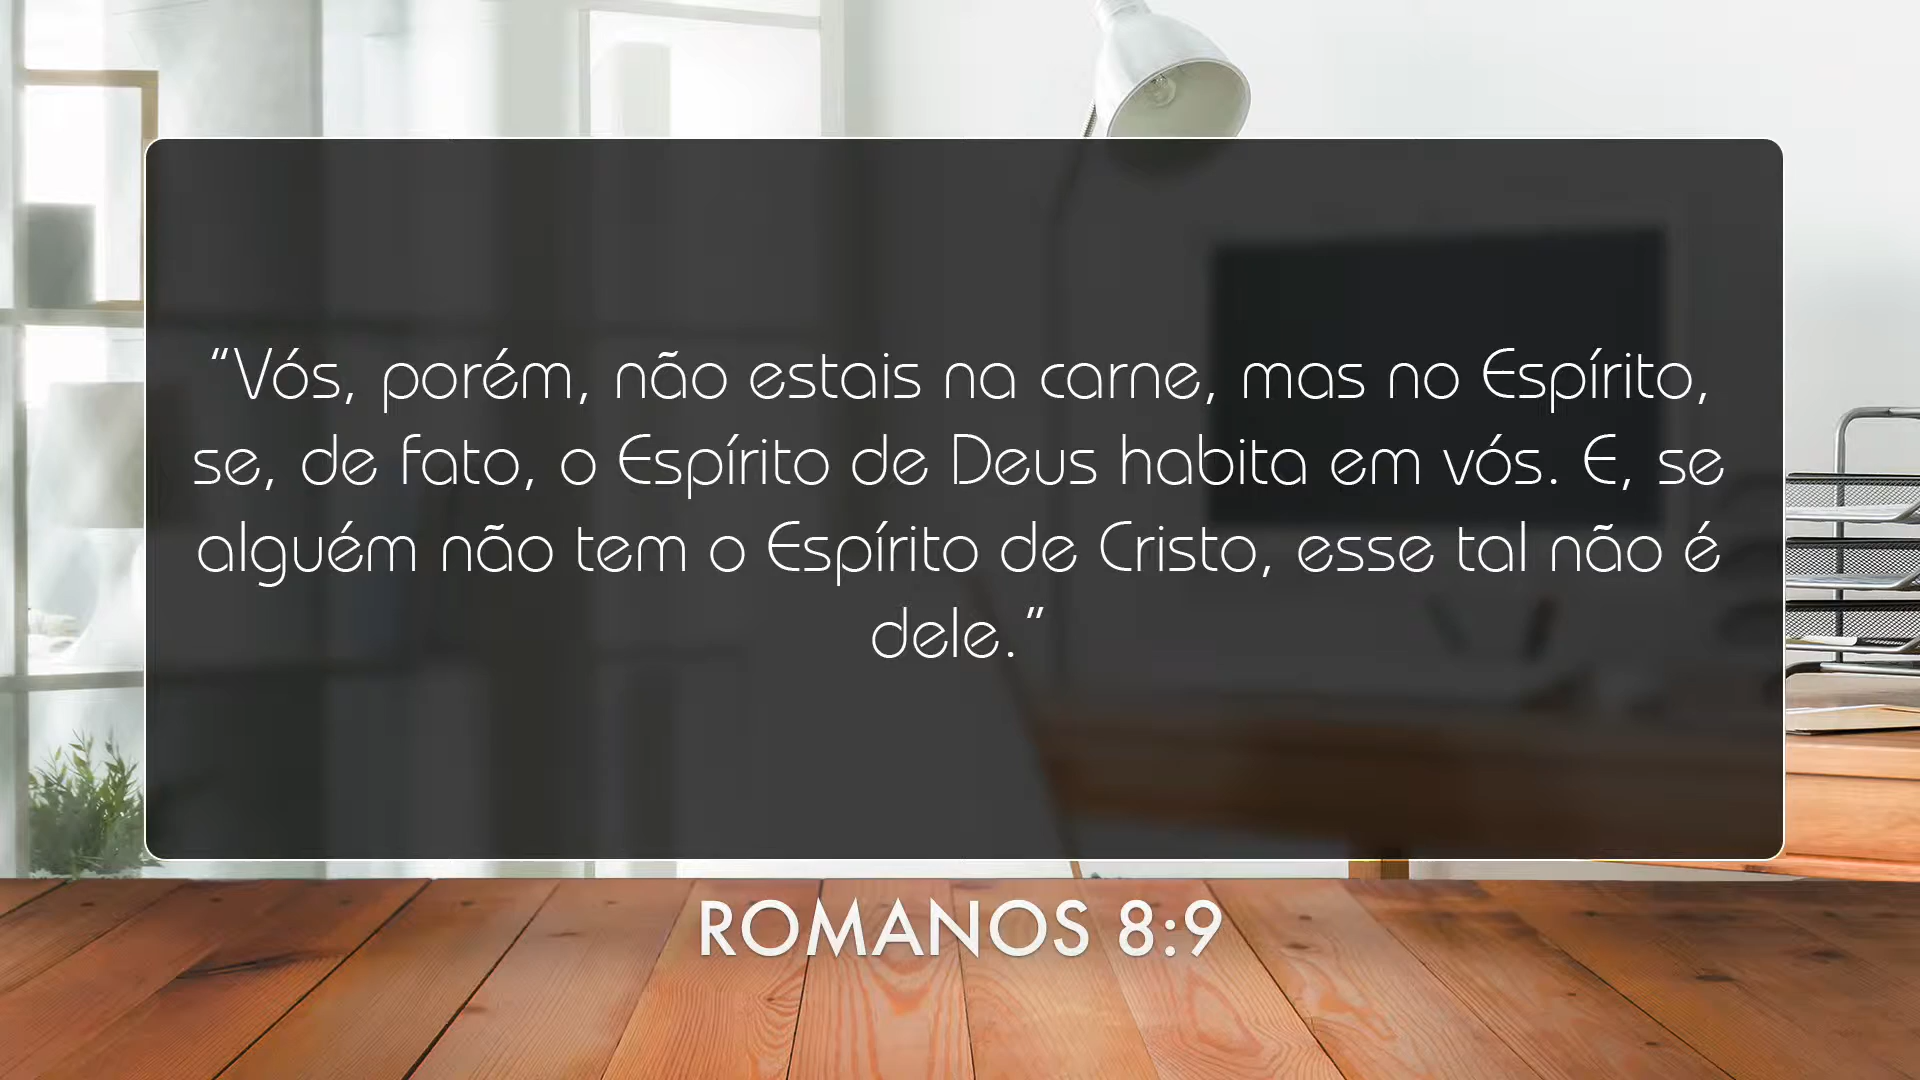 “Vós, porém, não estais na carne, mas no Espírito,
se, de fato, o Espírito de Deus habita em vós. E, se
alguém não tem o Espírito de Cristo, esse tal não é
dele.”
ROMANOS 8:9